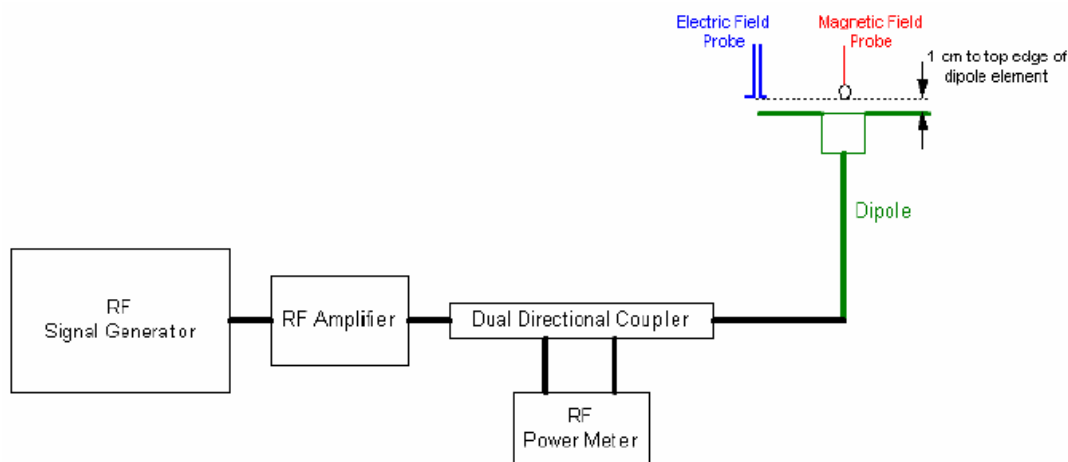 Electric Field
Probe
Magnetic Field
Probe
1 cm to top edge of
dipole element
Dipole
RF
Signal Generator
RF Amplifier
Dual Directional Coupler
RF
Power Meter